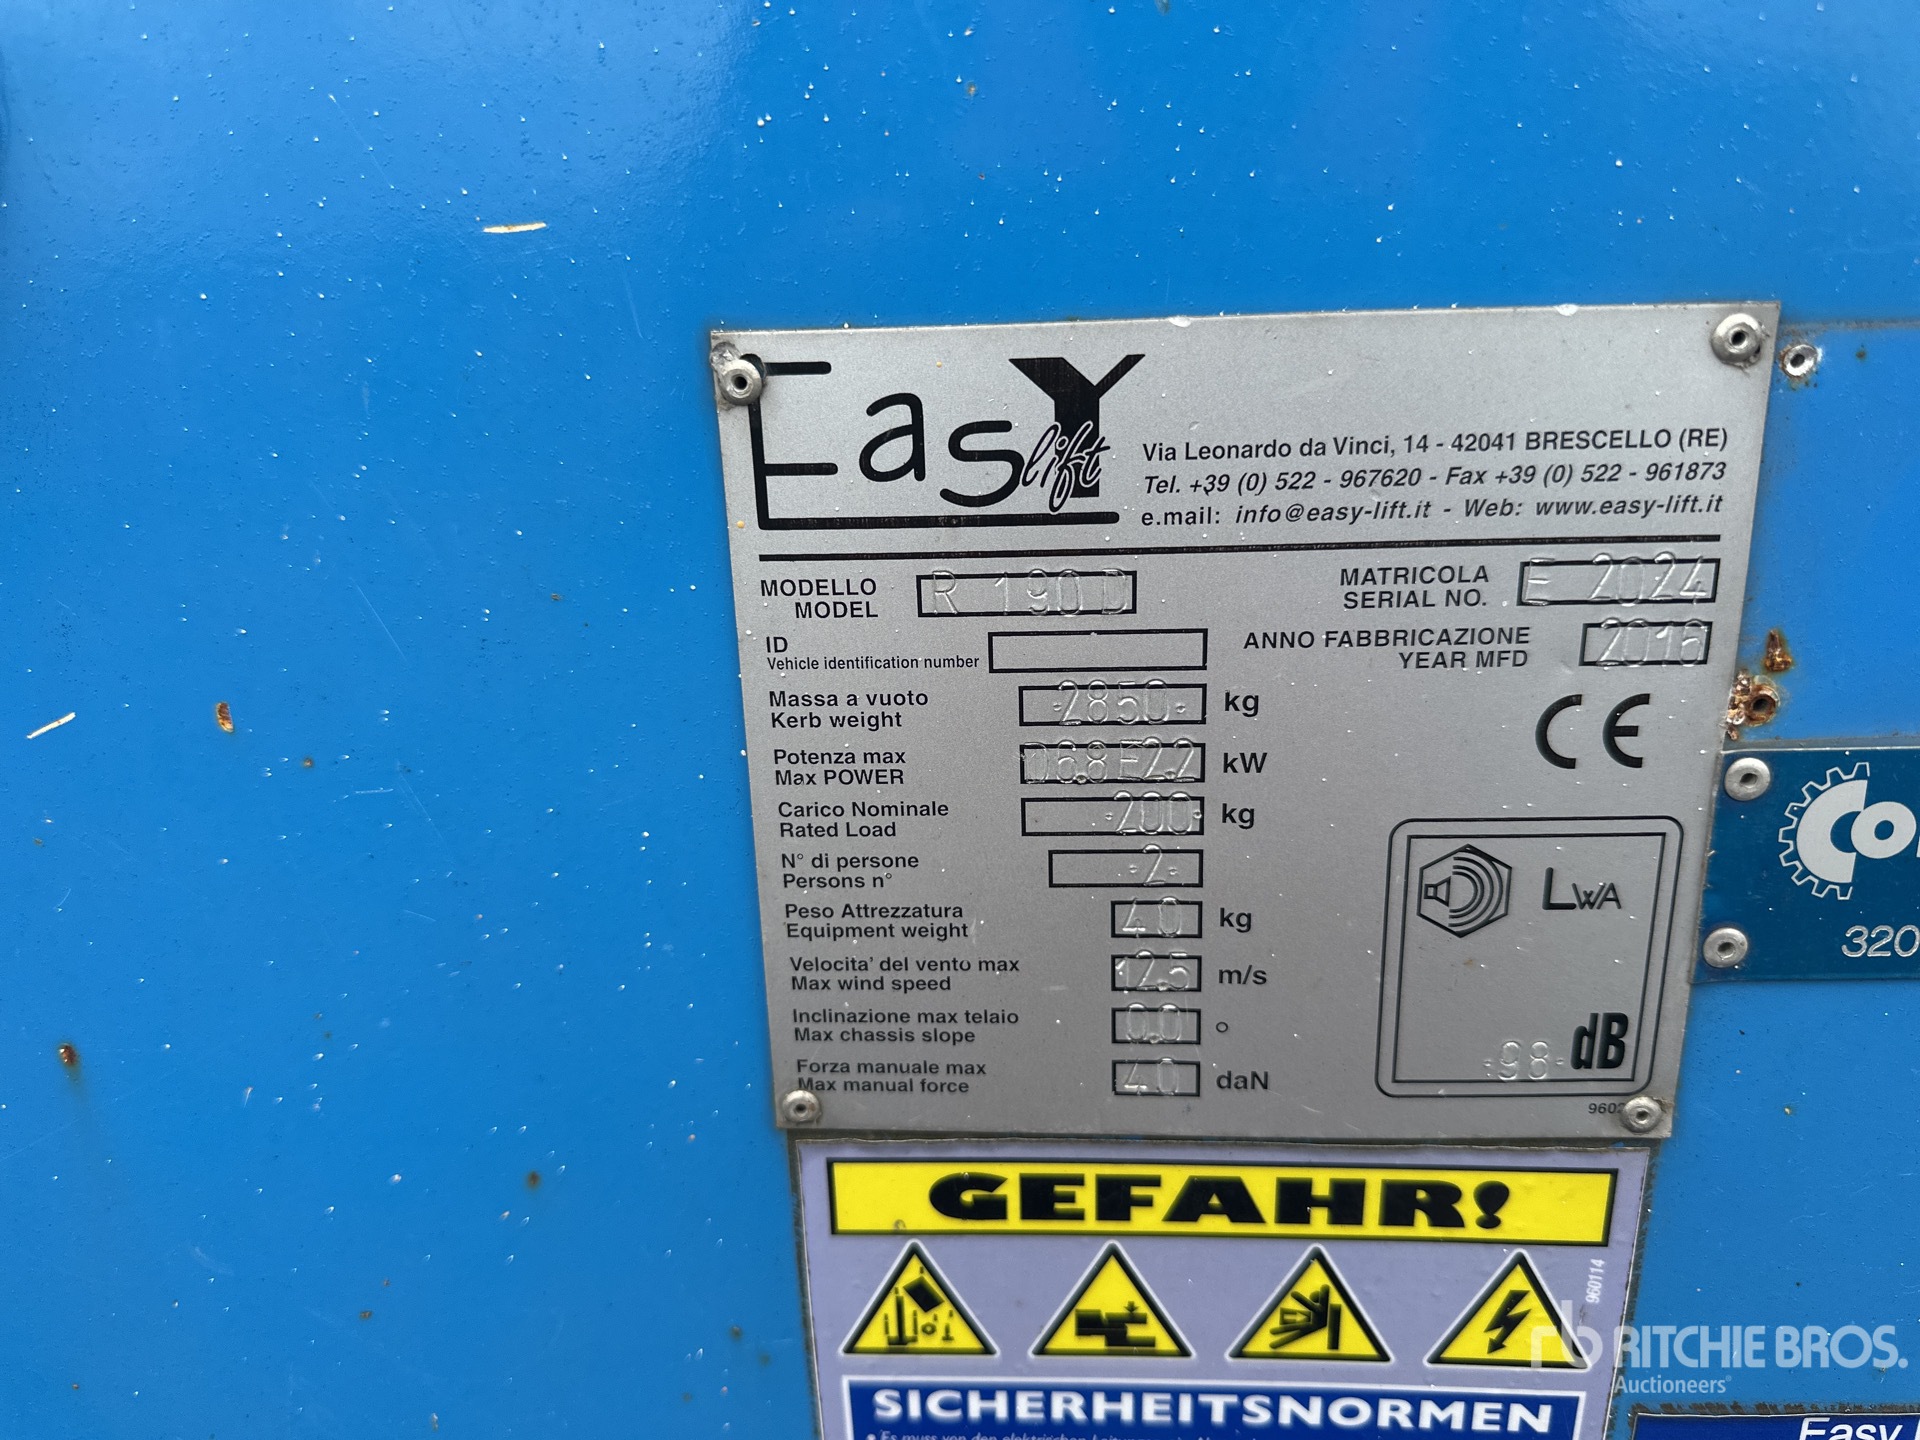 Easy lift
Via Leonardo da Vinci, 14 - 42041 BRESCELLO (RE)
Tel. +39 (0) 522 - 967620 - Fax +39 (0) 522 - 961873
e.mail: info@easy-lift.it - Web: www.easy-lift.it
MODELLO
MODEL
R 190 D
MATRICOLA
SERIAL NO.
E 2024
ID
Vehicle identification number
ANNO FABBRICAZIONE
YEAR MFD
2016
Massa a vuoto
Kerb weight
·2850· kg
Potenza max
Max POWER
D6.8 E2.2 kW
CE
Carico Nominale
Rated Load
·200· kg
N° di persone
Persons n°
·2·
Peso Attrezzatura
Equipment weight
40 kg
Velocita' del vento max
Max wind speed
12.5 m/s
Inclinazione max telaio
Max chassis slope
0.0 °
Forza manuale max
Max manual force
40 daN
LWA
·98· dB
320
GEFAHR!
960114
SICHERHEITSNORMEN
• Es muss von den elektrischen
Easy
RITCHIE BROS.
Auctioneers